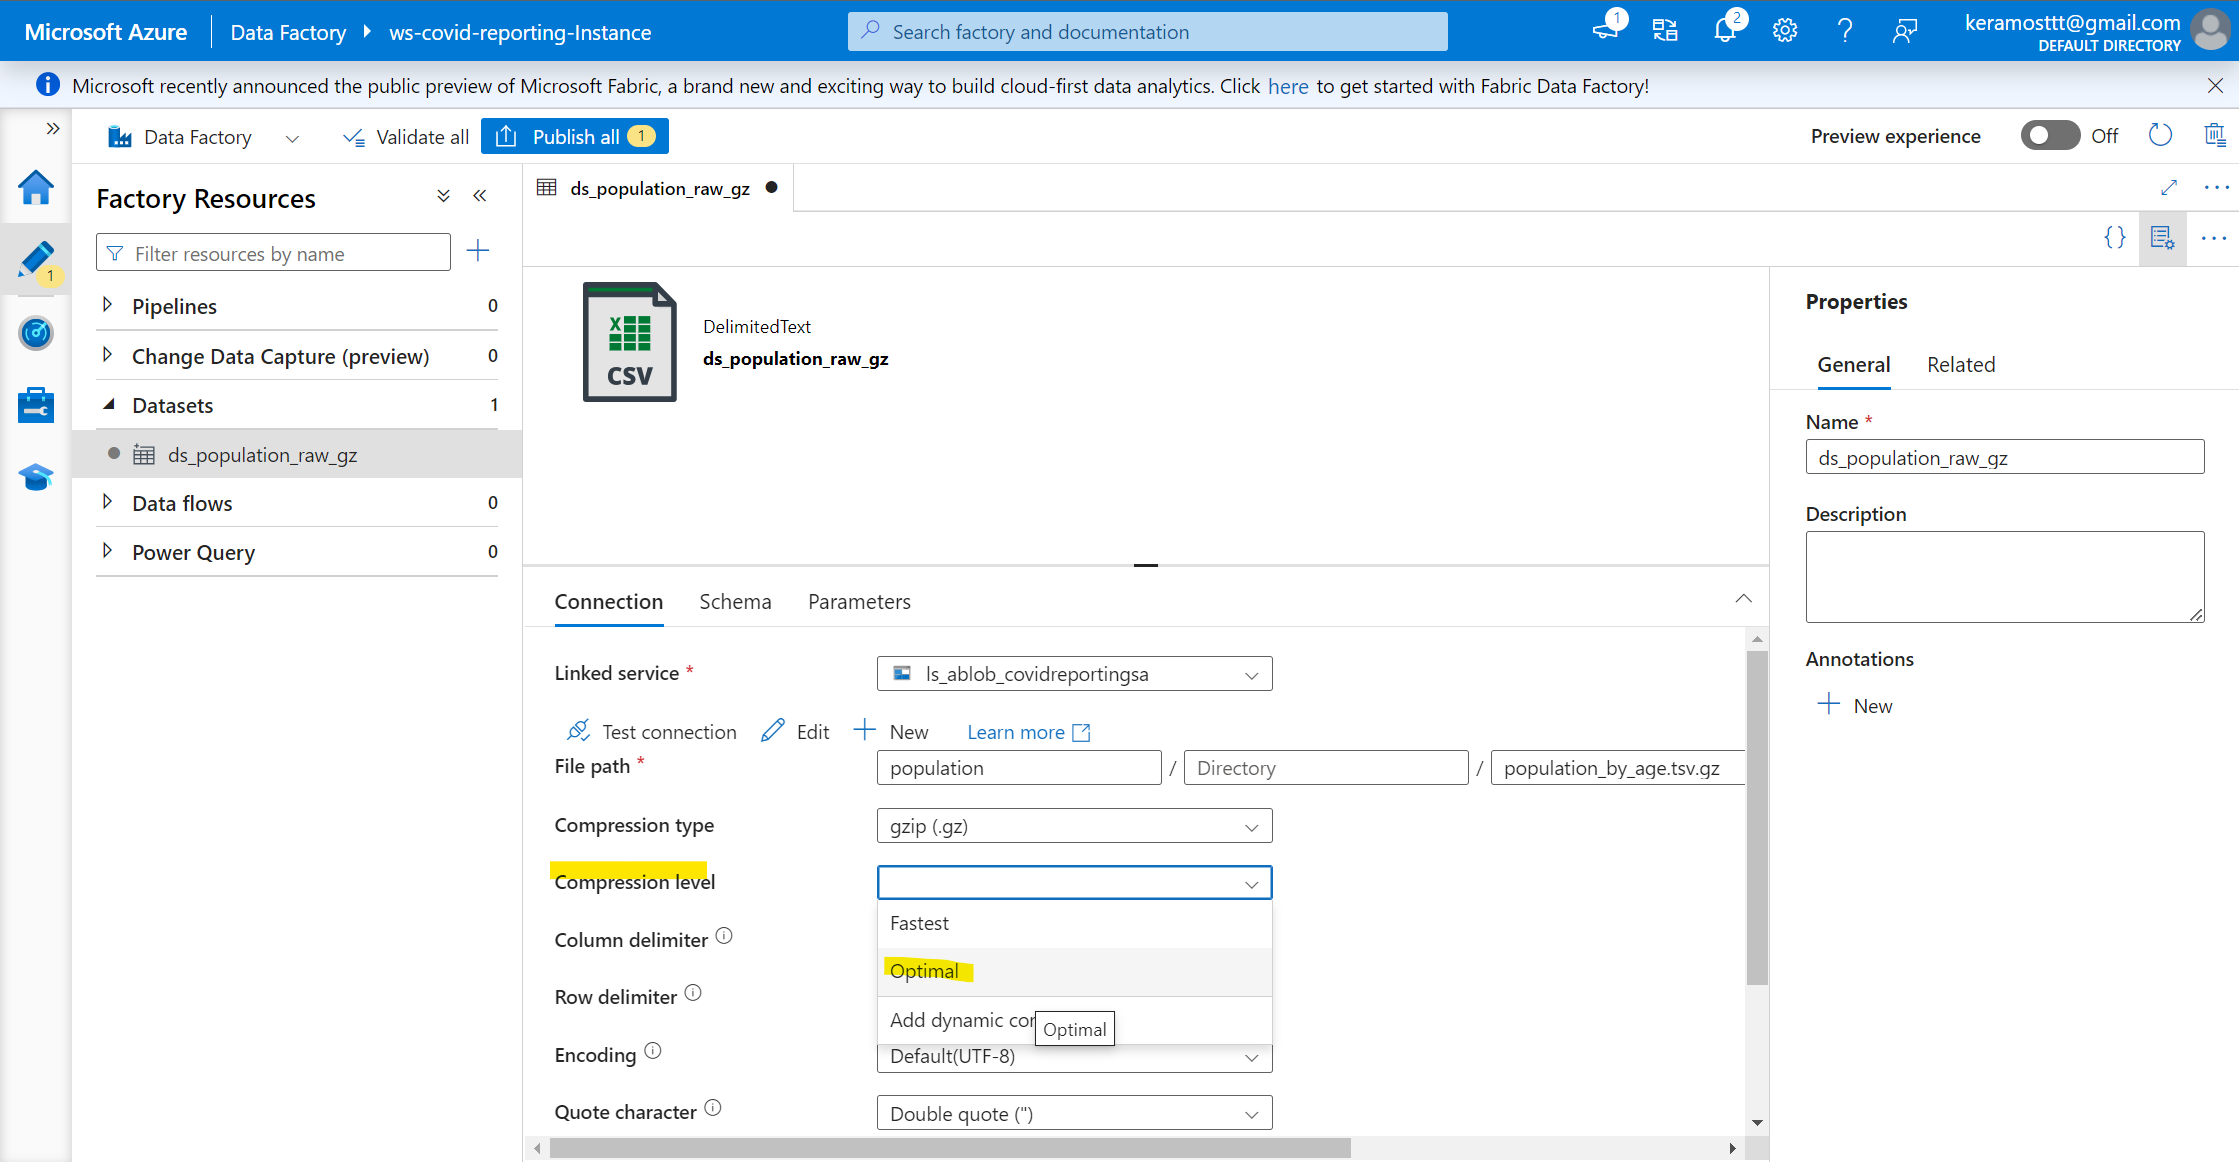 Microsoft Azure
Data Factory
ws-covid-reporting-Instance
Search factory and documentation
1
2
keramosttt@gmail.com
DEFAULT DIRECTORY
Microsoft recently announced the public preview of Microsoft Fabric, a brand new and exciting way to build cloud-first data analytics. Click here to get started with Fabric Data Factory!
Data Factory
Validate all
Publish all 1
Preview experience
Off
1
Factory Resources
Filter resources by name
Pipelines 0
Change Data Capture (preview) 0
Datasets 1
ds_population_raw_gz
Data flows 0
Power Query 0
ds_population_raw_gz
{}
X
CSV
DelimitedText
ds_population_raw_gz
Connection
Schema
Parameters
Linked service *
ls_ablob_covidreportingsa
Test connection
Edit
New
Learn more
File path *
population / Directory / population_by_age.tsv.gz
Compression type
gzip (.gz)
Compression level
Fastest
Optimal
Add dynamic con
Optimal
Column delimiter
Row delimiter
Encoding
Default(UTF-8)
Quote character
Double quote (")
Properties
General
Related
Name *
ds_population_raw_gz
Description
Annotations
New